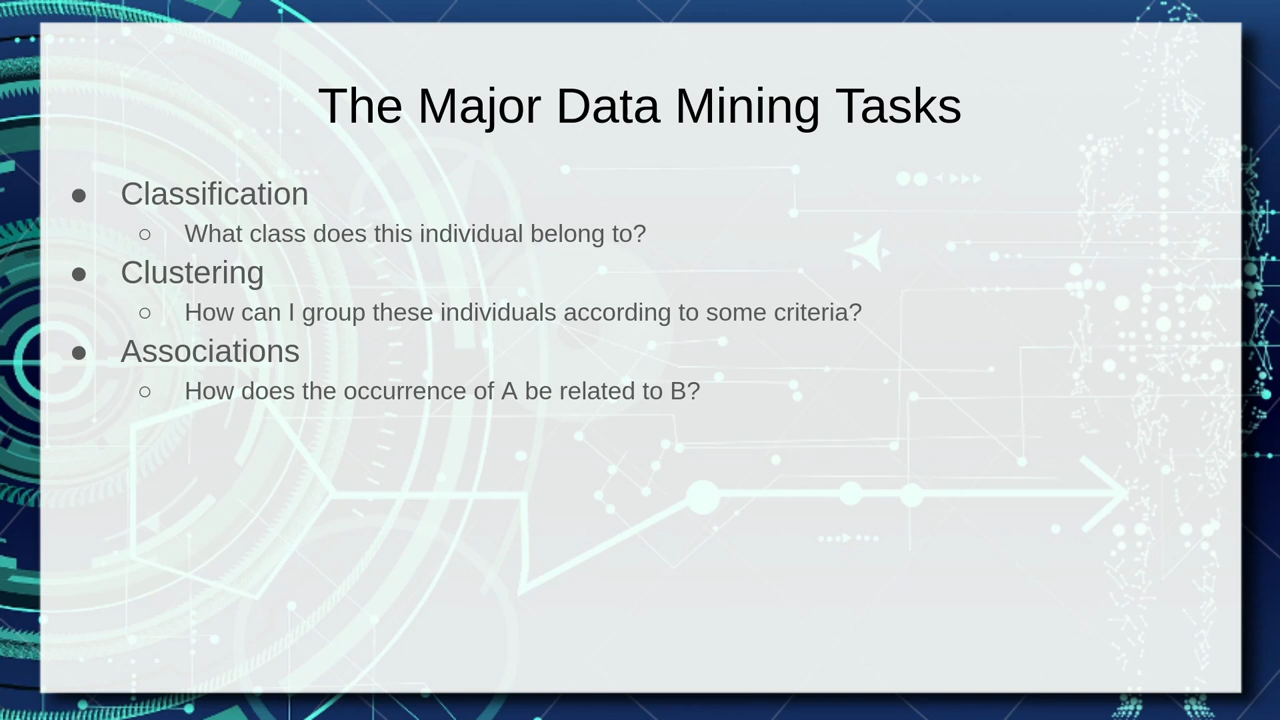 The Major Data Mining Tasks
● Classification
○ What class does this individual belong to?
● Clustering
○ How can I group these individuals according to some criteria?
● Associations
○ How does the occurrence of A be related to B?